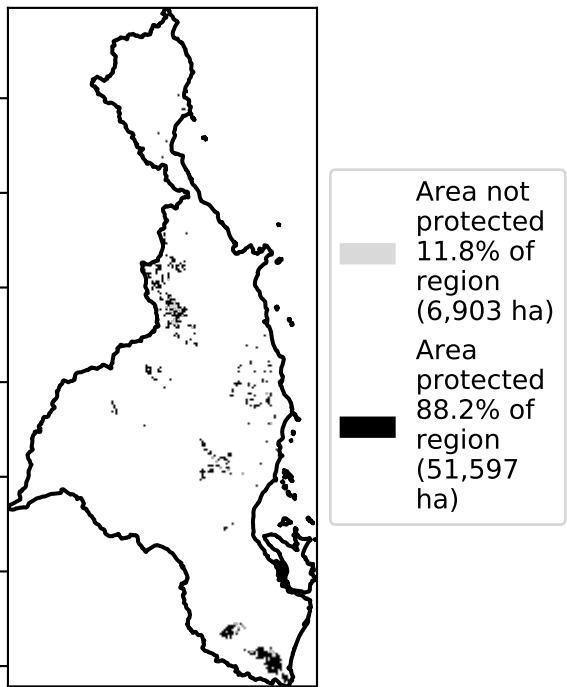 Area not
protected
11.8% of
region
(6,903 ha)
Area
protected
88.2% of
region
(51,597
ha)